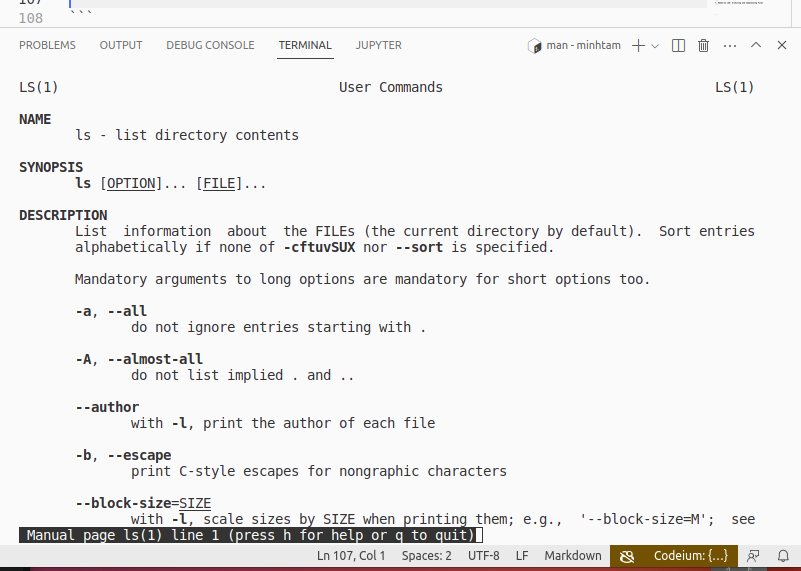 107
108 ```
PROBLEMS OUTPUT DEBUG CONSOLE TERMINAL JUPYTER man - minhtam
LS(1) User Commands LS(1)
NAME
ls - list directory contents
SYNOPSIS
ls [OPTION]... [FILE]...
DESCRIPTION
List information about the FILEs (the current directory by default). Sort entries
alphabetically if none of -cftuvSUX nor --sort is specified.
Mandatory arguments to long options are mandatory for short options too.
-a, --all
do not ignore entries starting with .
-A, --almost-all
do not list implied . and ..
--author
with -l, print the author of each file
-b, --escape
print C-style escapes for nongraphic characters
--block-size=SIZE
with -l, scale sizes by SIZE when printing them; e.g., '--block-size=M'; see
Manual page ls(1) line 1 (press h for help or q to quit)
Ln 107, Col 1 Spaces: 2 UTF-8 LF Markdown Codeium: {...}